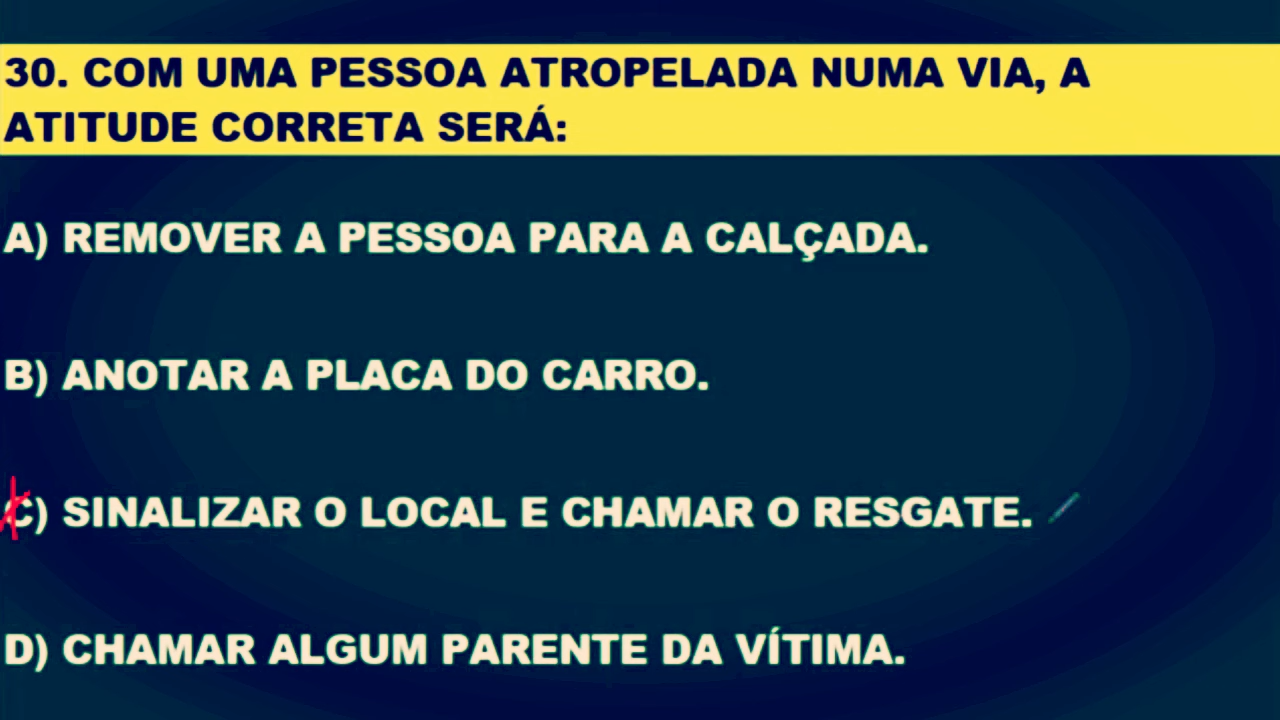 30. COM UMA PESSOA ATROPELADA NUMA VIA, A
ATITUDE CORRETA SERÁ:
A) REMOVER A PESSOA PARA A CALÇADA.
B) ANOTAR A PLACA DO CARRO.
C) SINALIZAR O LOCAL E CHAMAR O RESGATE.
D) CHAMAR ALGUM PARENTE DA VÍTIMA.